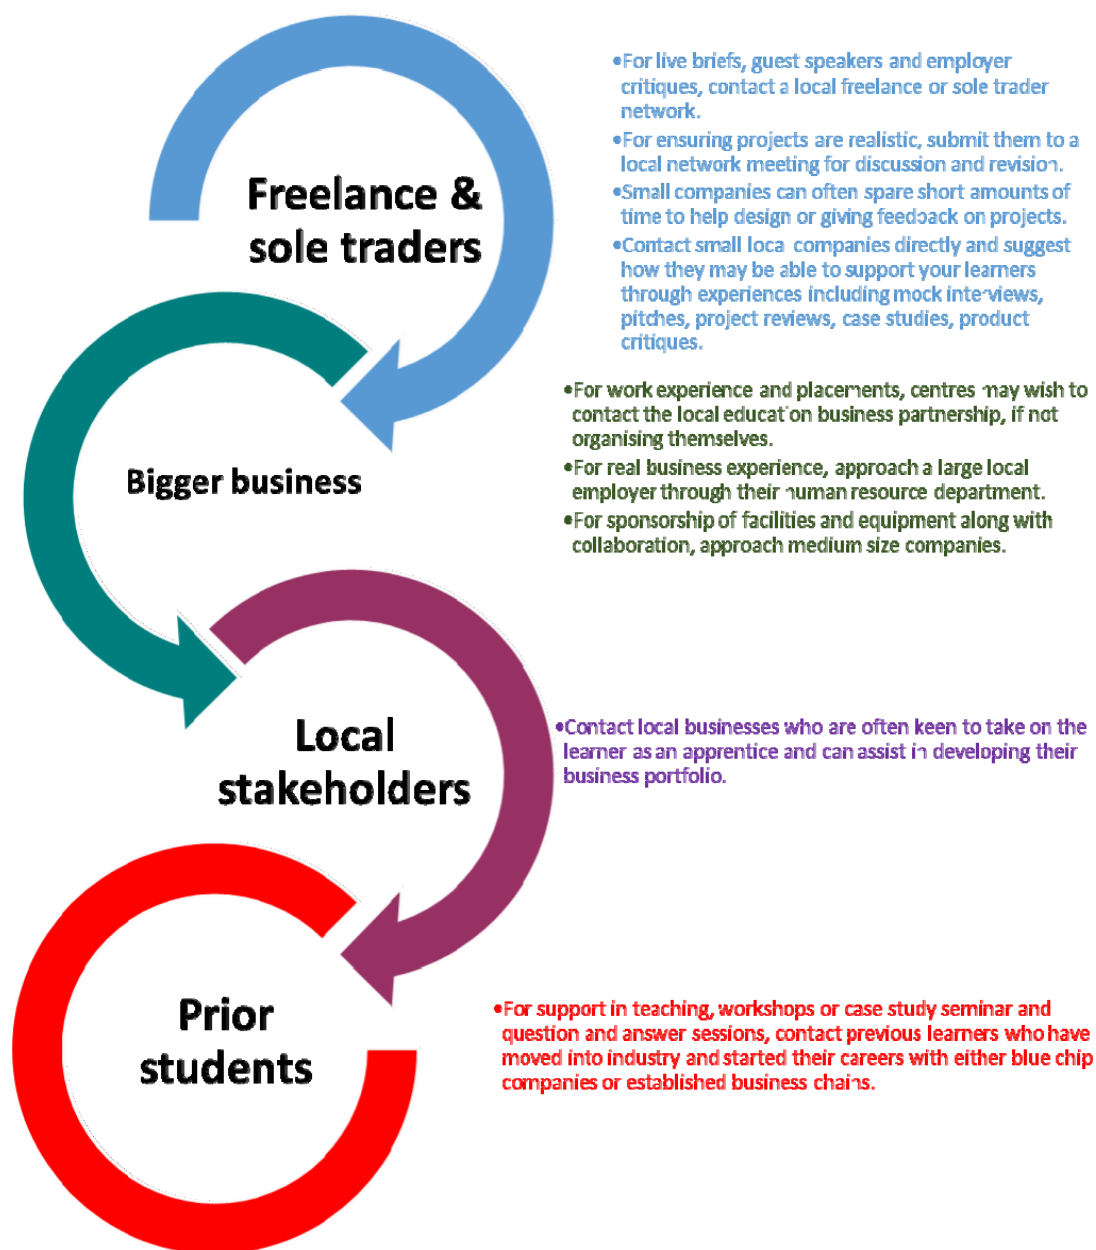 Freelance &
sole traders
•For live briefs, guest speakers and employer
critiques, contact a local freelance or sole trader
network.
•For ensuring projects are realistic, submit them to a
local network meeting for discussion and revision.
•Small companies can often spare short amounts of
time to help design or giving feedback on projects.
•Contact small local companies directly and suggest
how they may be able to support your learners
through experiences including mock interviews,
pitches, project reviews, case studies, product
critiques.
Bigger business
•For work experience and placements, centres may wish to
contact the local education business partnership, if not
organising themselves.
•For real business experience, approach a large local
employer through their human resource department.
•For sponsorship of facilities and equipment along with
collaboration, approach medium size companies.
Local
stakeholders
•Contact local businesses who are often keen to take on the
learner as an apprentice and can assist in developing their
business portfolio.
Prior
students
•For support in teaching, workshops or case study seminar and
question and answer sessions, contact previous learners who have
moved into industry and started their careers with either blue chip
companies or established business chains.